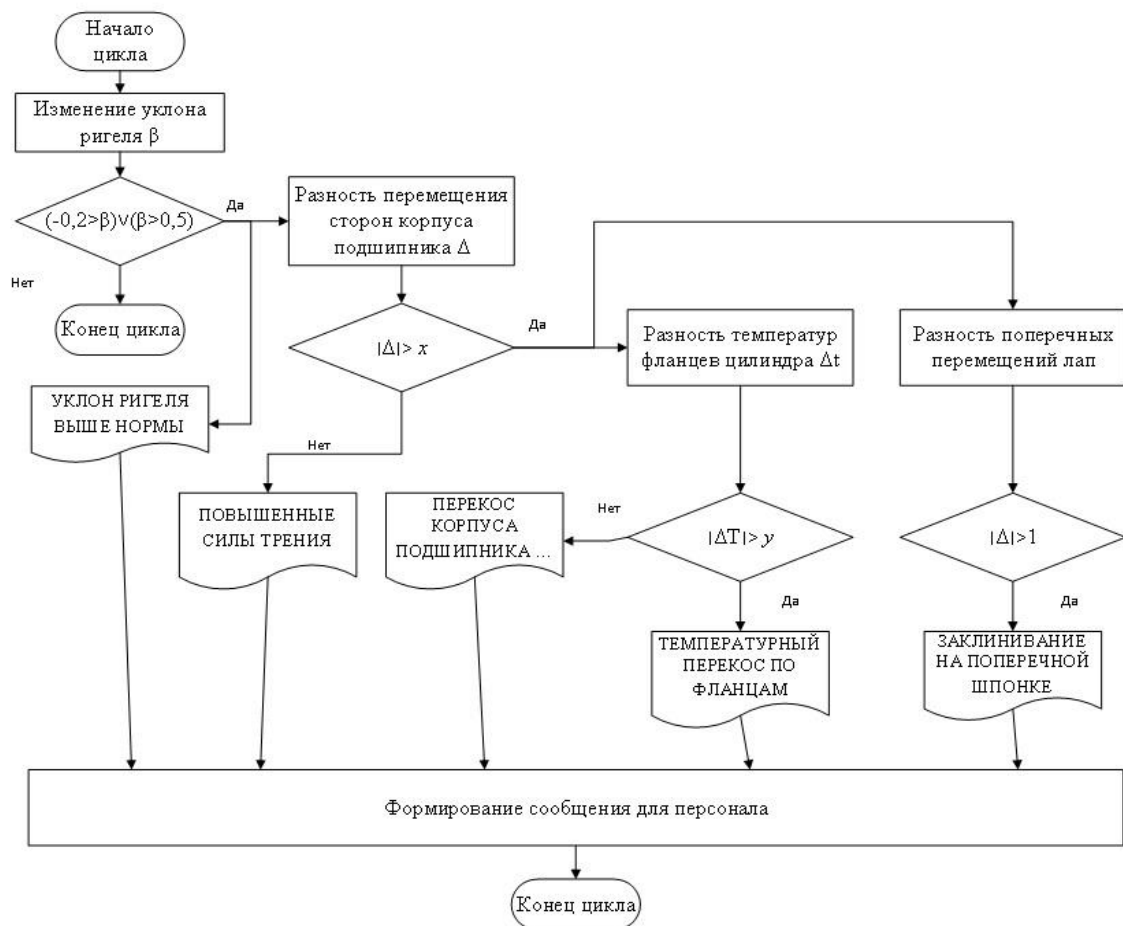 Начало
цикла
Изменение уклона
ригеля β
(-0,2>β)∨(β>0,5)
Да
Нет
Конец цикла
Разность перемещения
сторон корпуса
подшипника Δ
|Δ|> x
Да
Нет
Разность температур
фланцев цилиндра Δt
Разность поперечных
перемещений лап
УКЛОН РИГЕЛЯ
ВЫШЕ НОРМЫ
ПОВЫШЕННЫЕ
СИЛЫ ТРЕНИЯ
ПЕРЕКОС
КОРПУСА
ПОДШИПНИКА ...
Нет
|ΔT|> y
Да
|Δ|>1
Да
ТЕМПЕРАТУРНЫЙ
ПЕРЕКОС ПО
ФЛАНЦАМ
ЗАКЛИНИВАНИЕ
НА ПОПЕРЕЧНОЙ
ШПОНКЕ
Формирование сообщения для персонала
Конец цикла